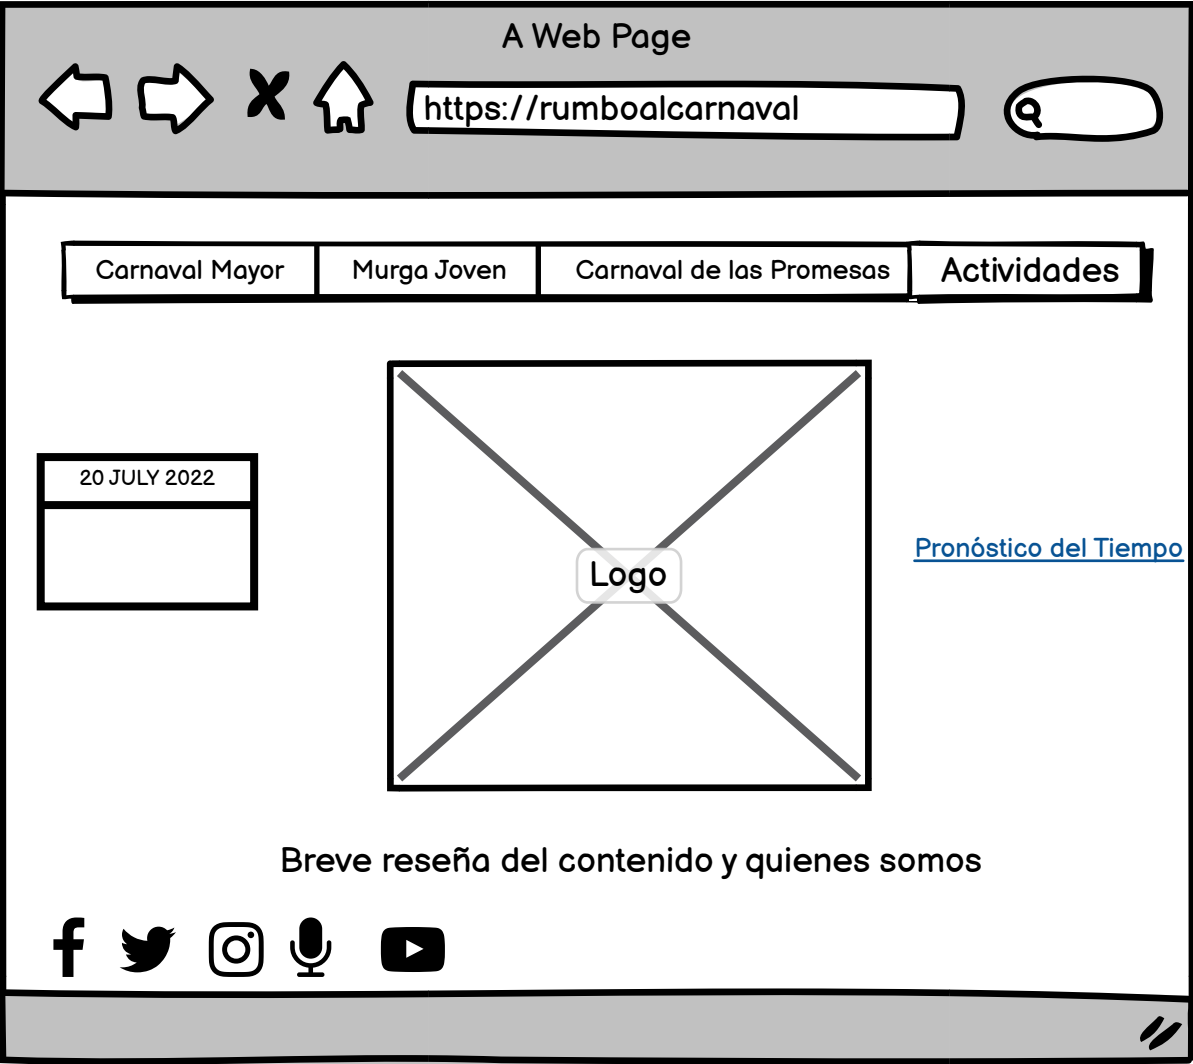 A Web Page
https://rumboalcarnaval
Carnaval Mayor
Murga Joven
Carnaval de las Promesas
Actividades
20 JULY 2022
Pronóstico del Tiempo
Logo
Breve reseña del contenido y quienes somos